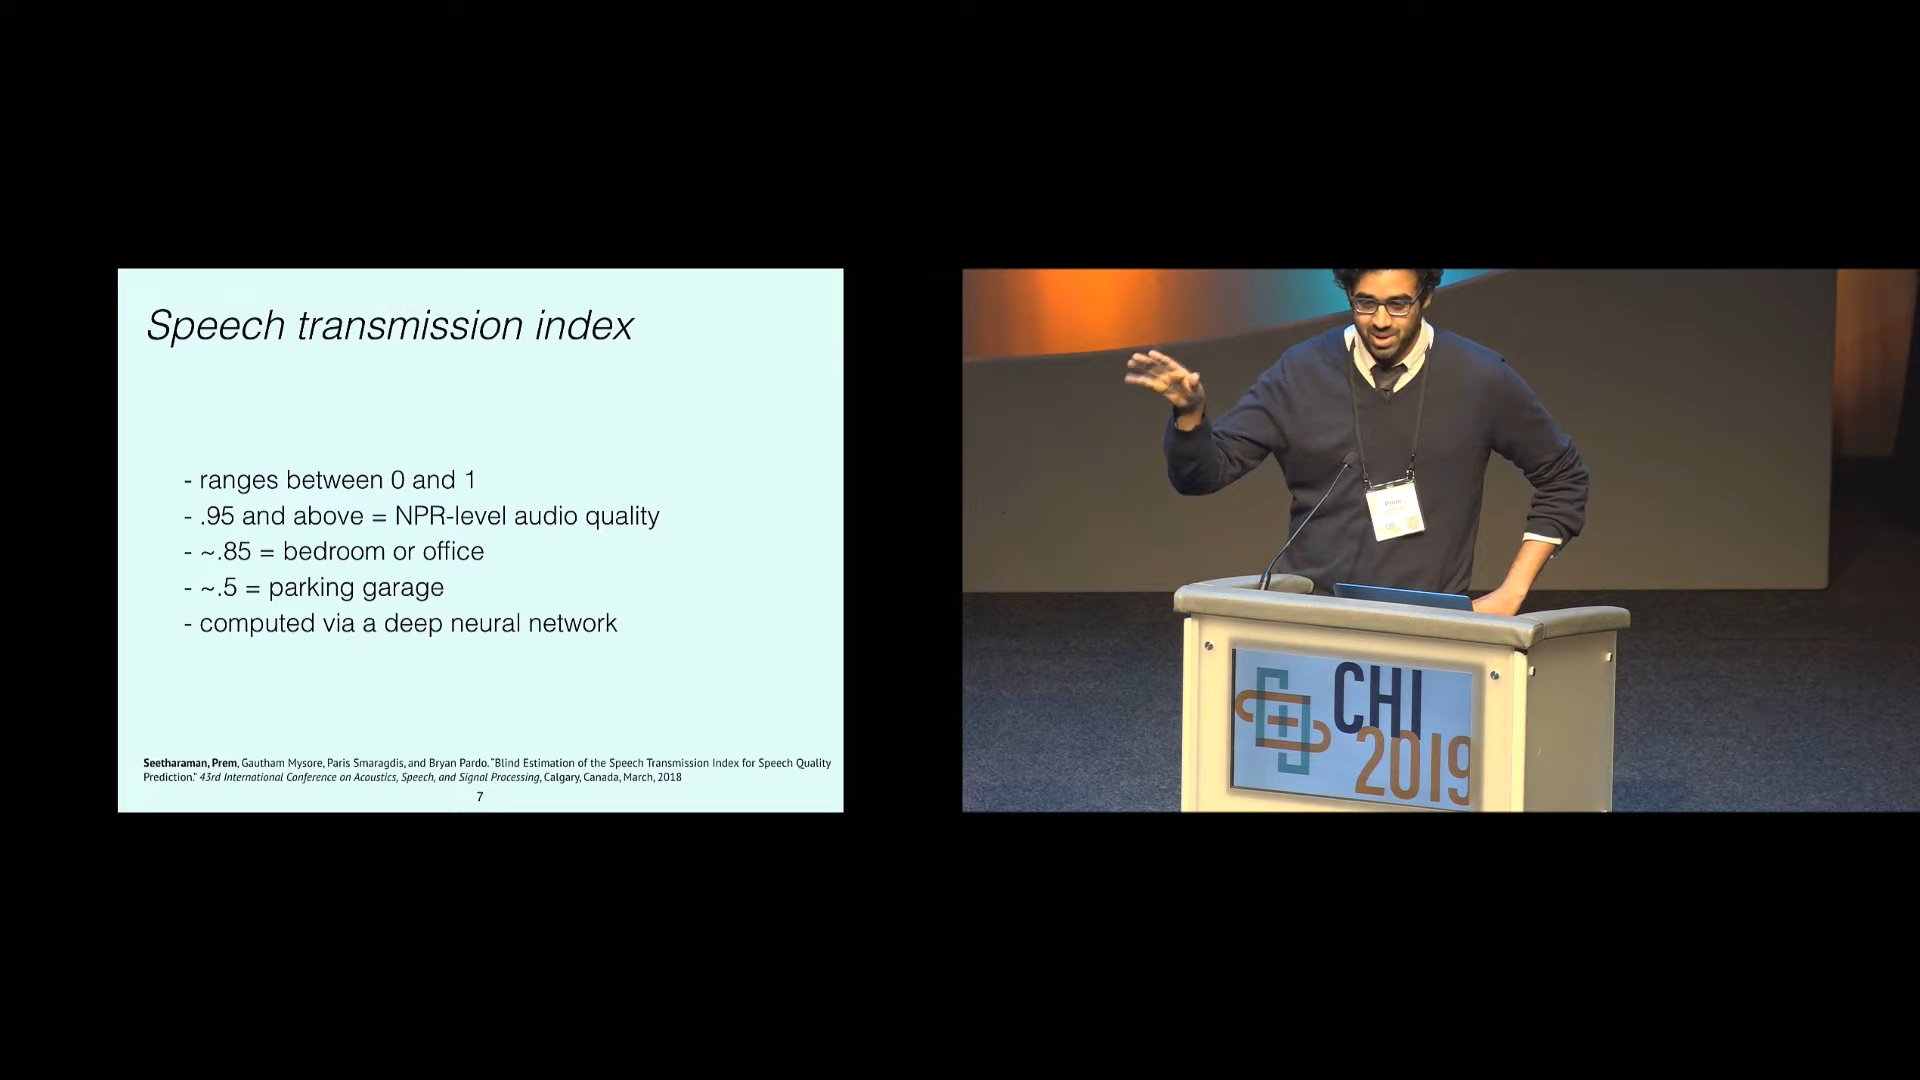 Speech transmission index
- ranges between 0 and 1
- .95 and above = NPR-level audio quality
- ~.85 = bedroom or office
- ~.5 = parking garage
- computed via a deep neural network
Seetharaman, Prem, Gautham Mysore, Paris Smaragdis, and Bryan Pardo. "Blind Estimation of the Speech Transmission Index for Speech Quality
Prediction." 43rd International Conference on Acoustics, Speech, and Signal Processing, Calgary, Canada, March, 2018
7
Prem
CHI
2019